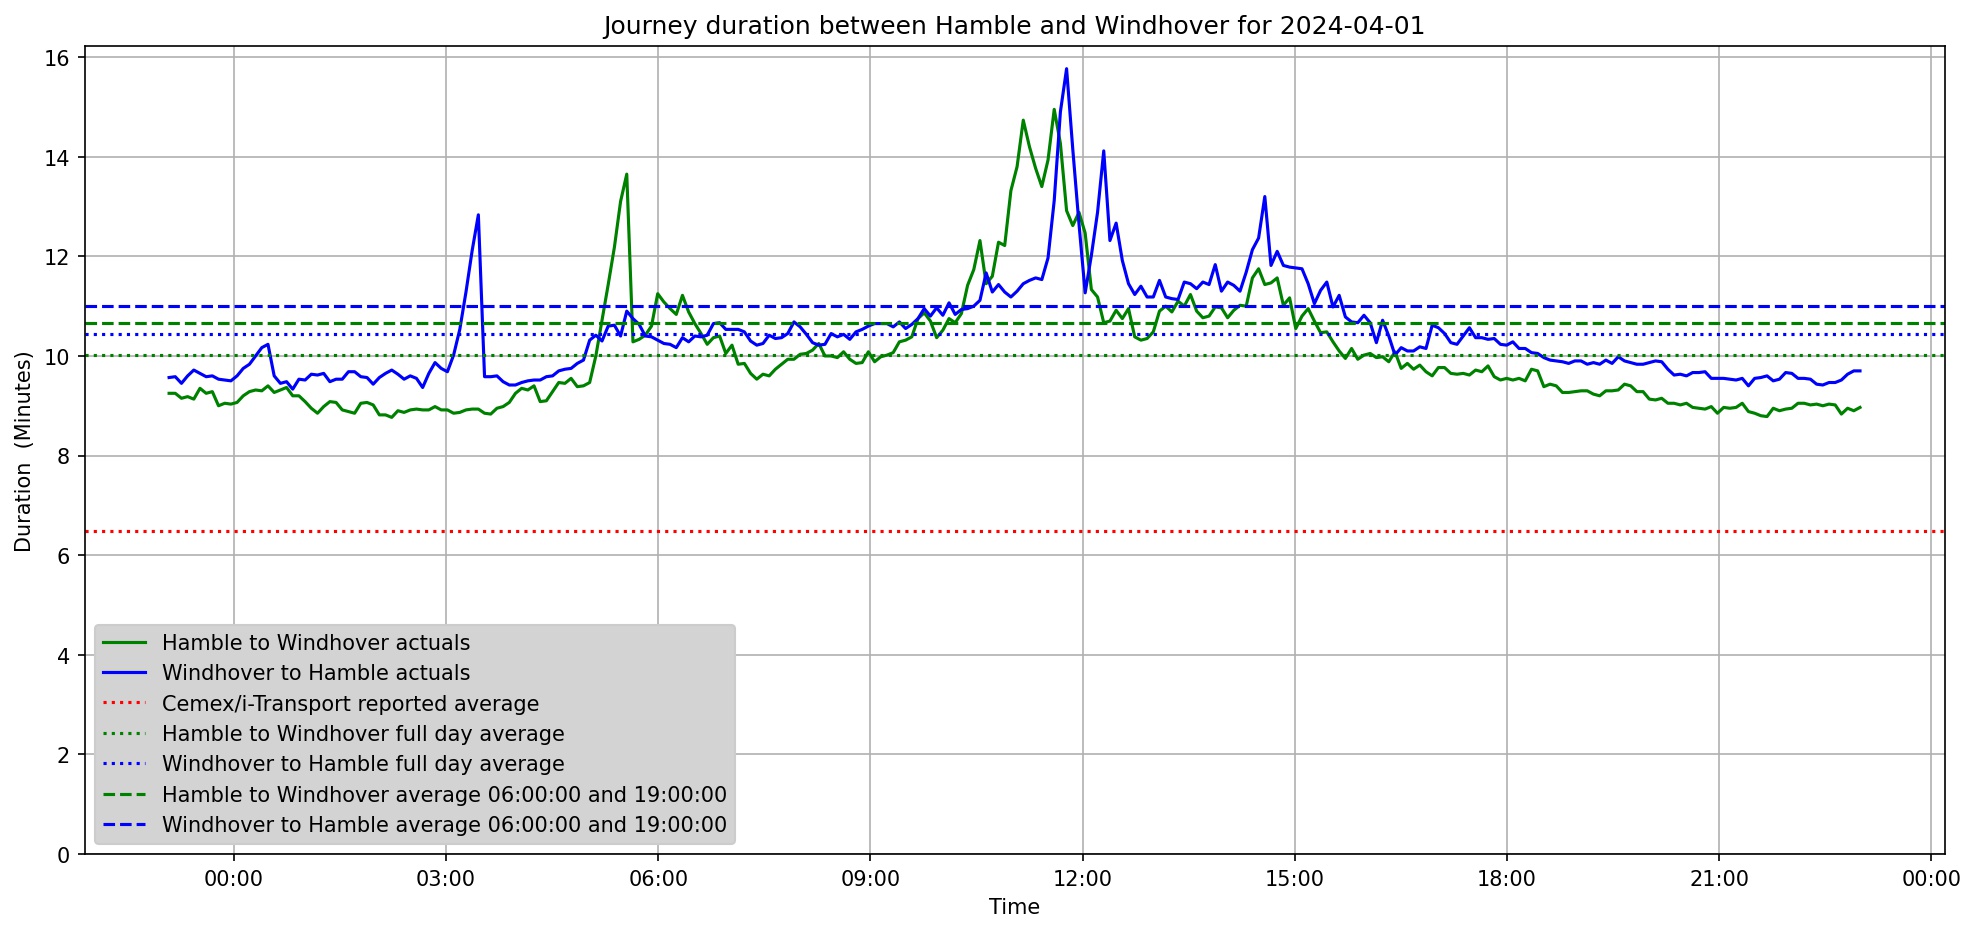 Journey duration between Hamble and Windhover for 2024-04-01
16
14
12
10
8
6
4
2
0
Duration (Minutes)
Hamble to Windhover actuals
Windhover to Hamble actuals
Cemex/i-Transport reported average
Hamble to Windhover full day average
Windhover to Hamble full day average
Hamble to Windhover average 06:00:00 and 19:00:00
Windhover to Hamble average 06:00:00 and 19:00:00
00:00 03:00 06:00 09:00 12:00 15:00 18:00 21:00 00:00
Time